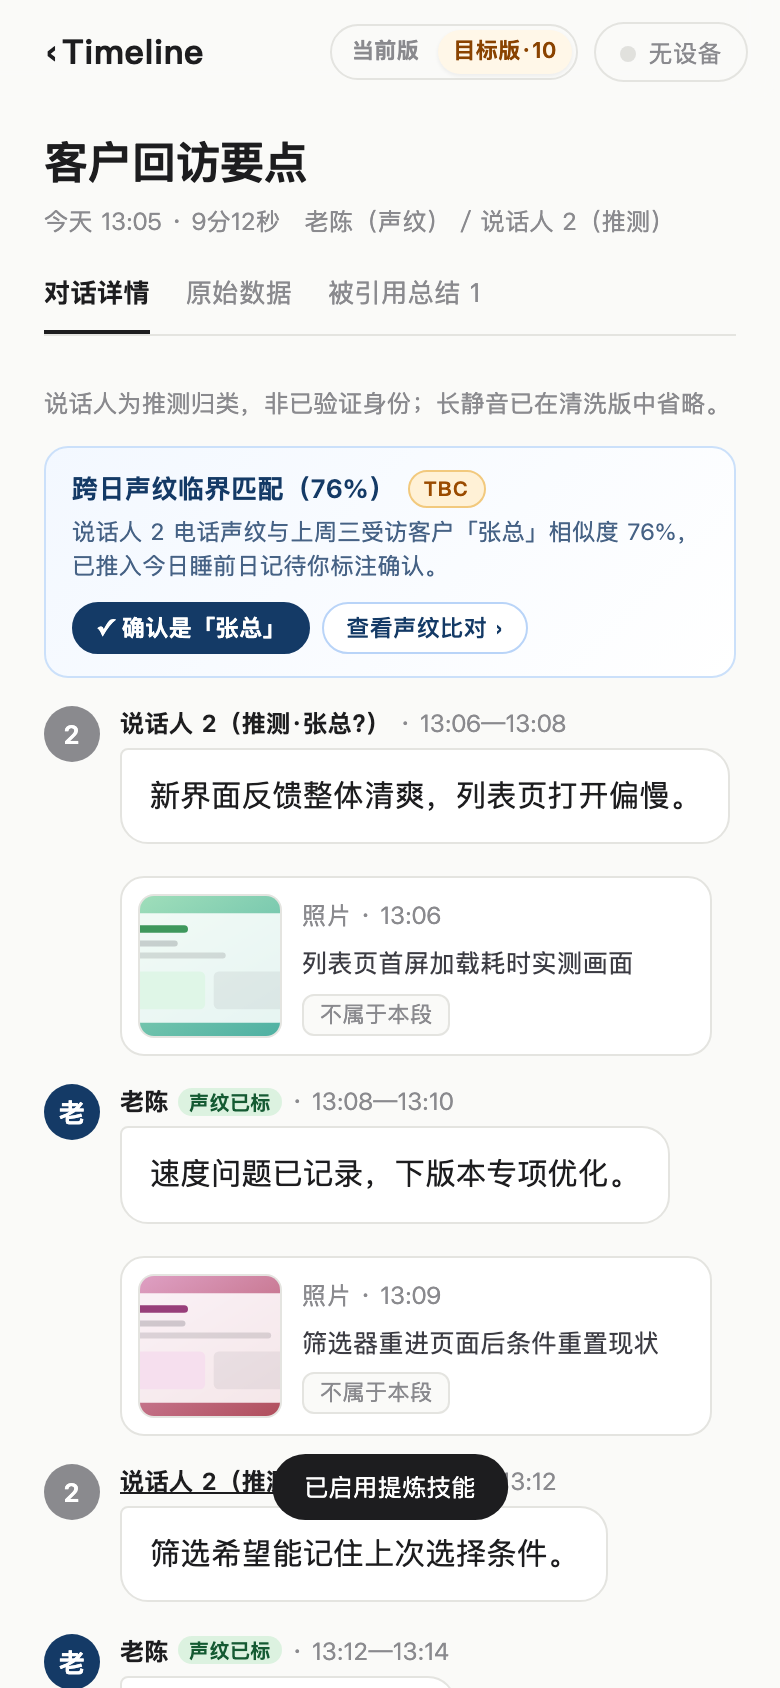 ‹ Timeline
当前版
目标版·10
无设备
客户回访要点
今天 13:05 · 9分12秒 老陈（声纹） / 说话人 2（推测）
对话详情
原始数据
被引用总结 1
说话人为推测归类，非已验证身份；长静音已在清洗版中省略。
跨日声纹临界匹配（76%）
TBC
说话人 2 电话声纹与上周三受访客户「张总」相似度 76%，
已推入今日睡前日记待你标注确认。
✓ 确认是「张总」
查看声纹比对 ›
2
说话人 2（推测·张总?） · 13:06—13:08
新界面反馈整体清爽，列表页打开偏慢。
照片 · 13:06
列表页首屏加载耗时实测画面
不属于本段
老
老陈 声纹已标 · 13:08—13:10
速度问题已记录，下版本专项优化。
照片 · 13:09
筛选器重进页面后条件重置现状
不属于本段
2
说话人 2（推
已启用提炼技能
3:12
筛选希望能记住上次选择条件。
老
老陈 声纹已标 · 13:12—13:14